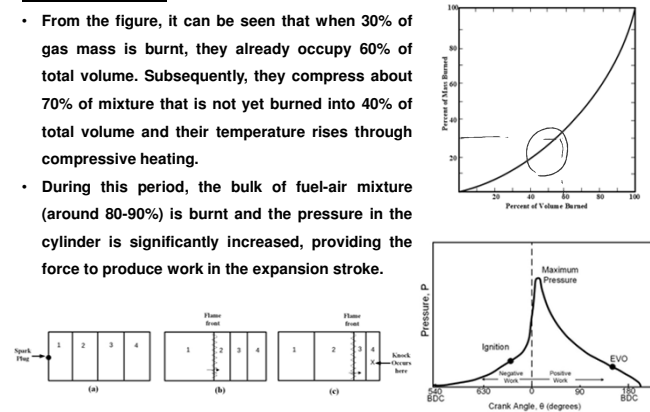 • From the figure, it can be seen that when 30% of
gas mass is burnt, they already occupy 60% of
total volume. Subsequently, they compress about
70% of mixture that is not yet burned into 40% of
total volume and their temperature rises through
compressive heating.
• During this period, the bulk of fuel-air mixture
(around 80-90%) is burnt and the pressure in the
cylinder is significantly increased, providing the
force to produce work in the expansion stroke.
100
80
60
40
20
Percent of Mass Burned
20 40 60 80 100
Percent of Volume Burned
Spark
Plug
1 2 3 4
(a)
Flame
front
1 2 3 4
(b)
Flame
front
1 2 3 4
X
Knock
Occurs
here
(c)
Pressure, P
Maximum
Pressure
Ignition
EVO
Negative
Work
Positive
Work
540 630 0 90 180
BDC BDC
Crank Angle, θ (degrees)